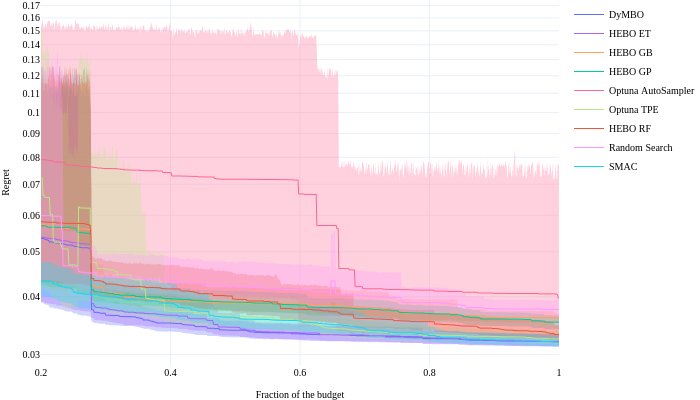 0.17
0.16
0.15
0.14
0.13
0.12
0.11
0.1
0.09
0.08
0.07
0.06
0.05
0.04
0.03
Regret
0.2
0.4
0.6
0.8
1
Fraction of the budget
DyMBO
HEBO ET
HEBO GB
HEBO GP
Optuna AutoSampler
Optuna TPE
HEBO RF
Random Search
SMAC